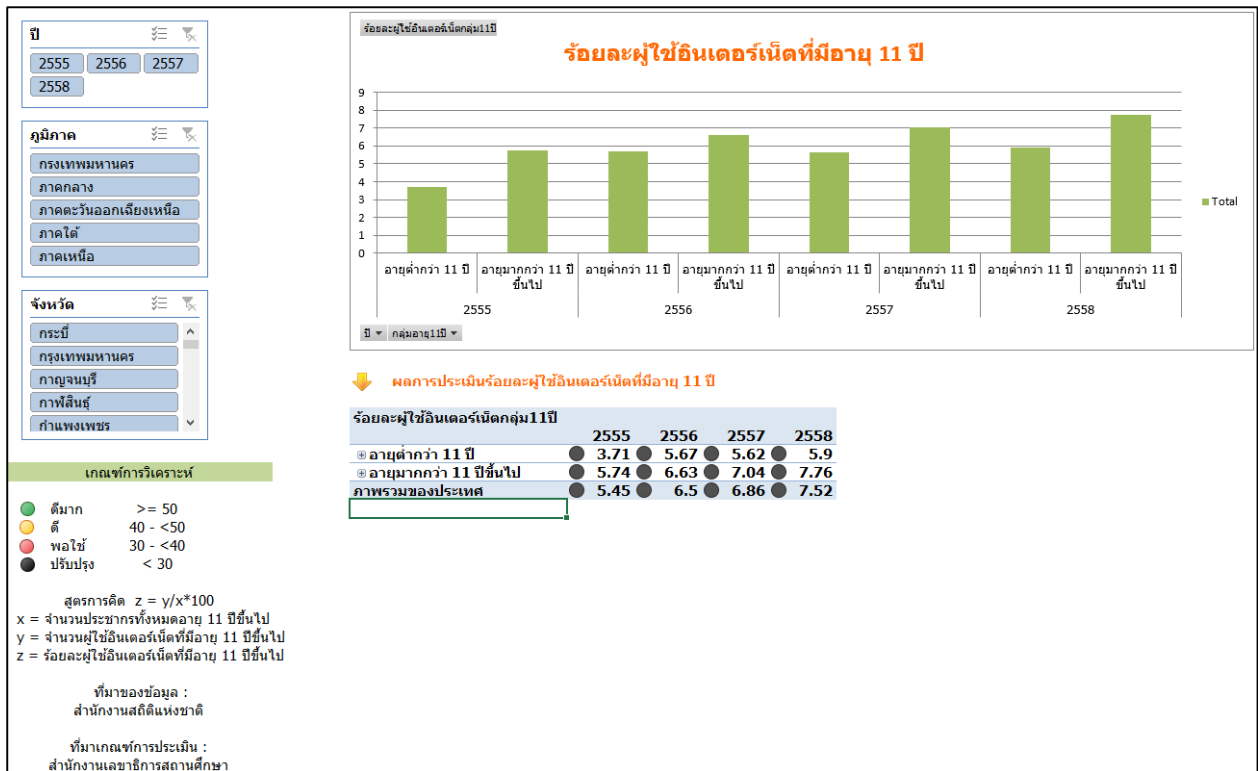 ปี
2555 2556 2557
2558
ภูมิภาค
กรุงเทพมหานคร
ภาคกลาง
ภาคตะวันออกเฉียงเหนือ
ภาคใต้
ภาคเหนือ
จังหวัด
กระบี่
กรุงเทพมหานคร
กาญจนบุรี
กาฬสินธุ์
กำแพงเพชร
เกณฑ์การวิเคราะห์
ดีมาก >= 50
ดี 40 - <50
พอใช้ 30 - <40
ปรับปรุง < 30
สูตรการคิด z = y/x*100
x = จำนวนประชากรทั้งหมดอายุ 11 ปีขึ้นไป
y = จำนวนผู้ใช้อินเตอร์เน็ตที่มีอายุ 11 ปีขึ้นไป
z = ร้อยละผู้ใช้อินเตอร์เน็ตที่มีอายุ 11 ปีขึ้นไป
ที่มาของข้อมูล :
สำนักงานสถิติแห่งชาติ
ที่มาเกณฑ์การประเมิน :
สำนักงานเลขาธิการสถานศึกษา
ร้อยละผู้ใช้อินเตอร์เน็ตกลุ่ม11ปี
ร้อยละผู้ใช้อินเตอร์เน็ตที่มีอายุ 11 ปี
9
8
7
6
5
4
3
2
1
0
อายุต่ำกว่า 11 ปี อายุมากกว่า 11 ปี อายุต่ำกว่า 11 ปี อายุมากกว่า 11 ปี อายุต่ำกว่า 11 ปี อายุมากกว่า 11 ปี อายุต่ำกว่า 11 ปี อายุมากกว่า 11 ปี
ขึ้นไป ขึ้นไป ขึ้นไป ขึ้นไป
2555 2556 2557 2558
Total
ปี กลุ่มอายุ11ปี
ผลการประเมินร้อยละผู้ใช้อินเตอร์เน็ตที่มีอายุ 11 ปี
ร้อยละผู้ใช้อินเตอร์เน็ตกลุ่ม11ปี
2555 2556 2557 2558
อายุต่ำกว่า 11 ปี 3.71 5.67 5.62 5.9
อายุมากกว่า 11 ปีขึ้นไป 5.74 6.63 7.04 7.76
ภาพรวมของประเทศ 5.45 6.5 6.86 7.52